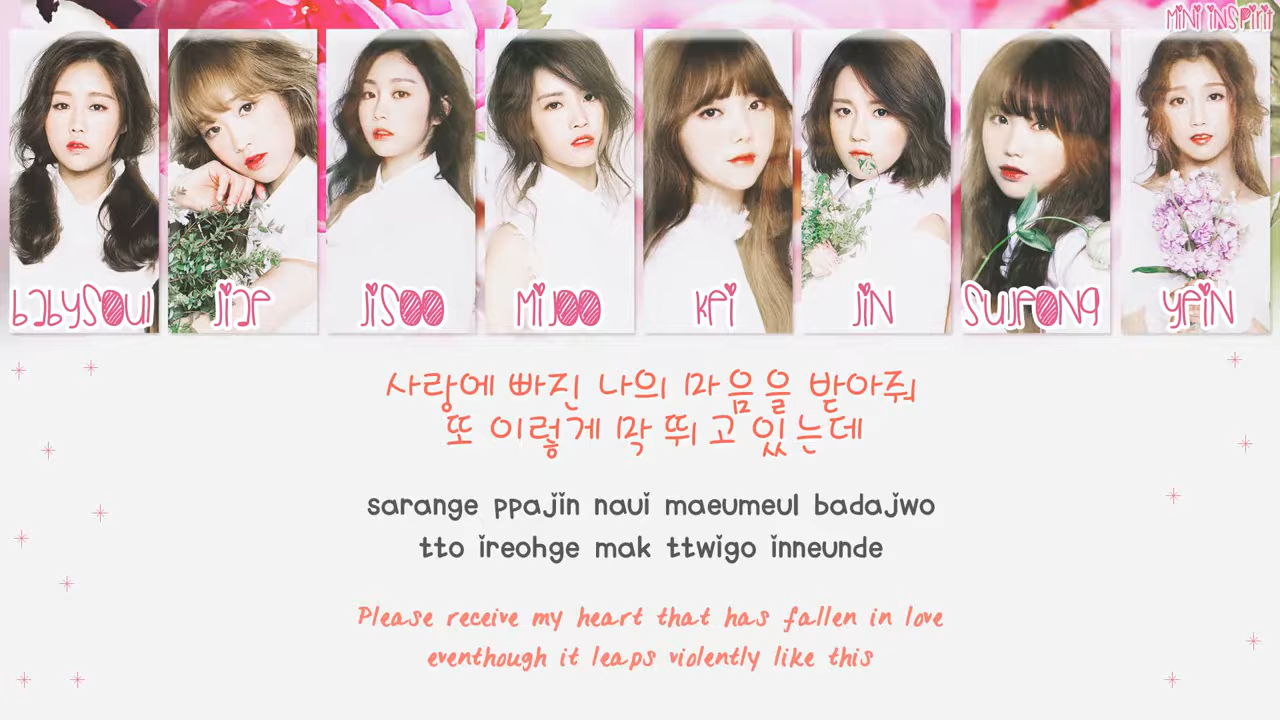 MINI INSPIRIT
BABYSOUL
JIAE
JISOO
MIJOO
KEI
JIN
SUJEONG
YEIN
사랑에 빠진 나의 마음을 받아줘
또 이렇게 막 뛰고 있는데
sarange ppajin naui maeumeul badajwo
tto ireohge mak ttwigo inneunde
Please receive my heart that has fallen in love
eventhough it leaps violently like this